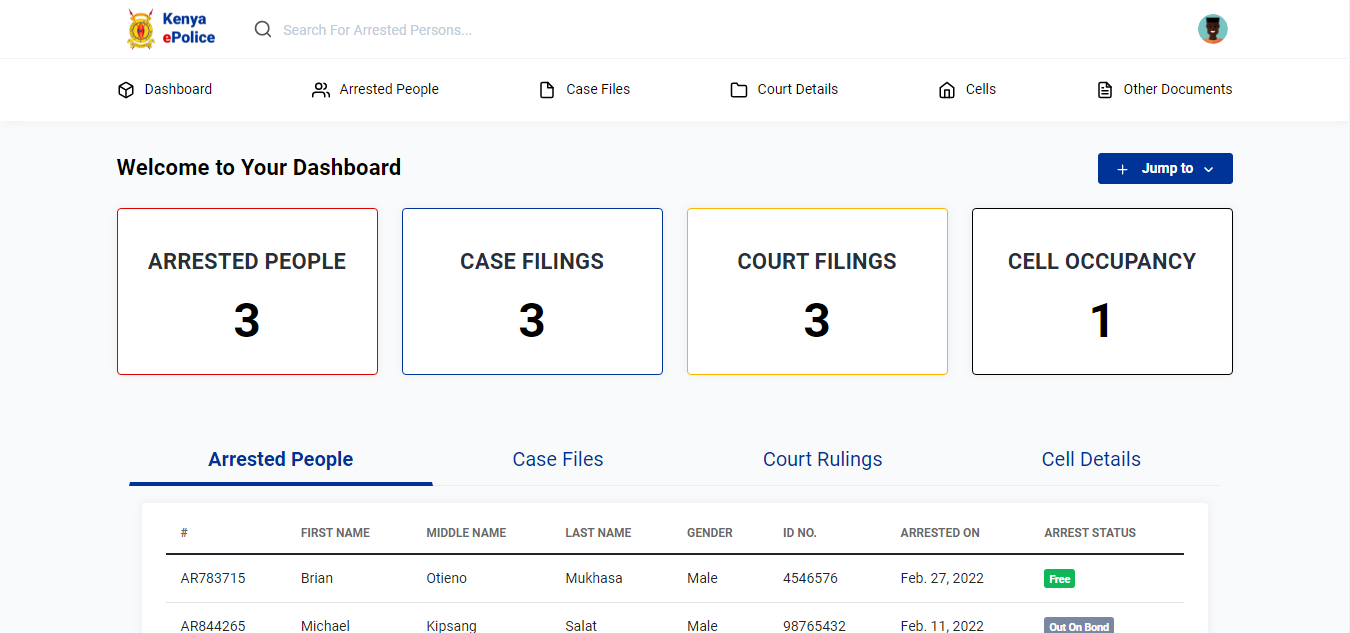 Kenya
ePolice
Search For Arrested Persons...
Dashboard
Arrested People
Case Files
Court Details
Cells
Other Documents
Welcome to Your Dashboard
+ Jump to
ARRESTED PEOPLE
3
CASE FILINGS
3
COURT FILINGS
3
CELL OCCUPANCY
1
Arrested People
Case Files
Court Rulings
Cell Details
# FIRST NAME MIDDLE NAME LAST NAME GENDER ID NO. ARRESTED ON ARREST STATUS
AR783715 Brian Otieno Mukhasa Male 4546576 Feb. 27, 2022 Free
AR844265 Michael Kipsang Salat Male 98765432 Feb. 11, 2022 Out On Bond